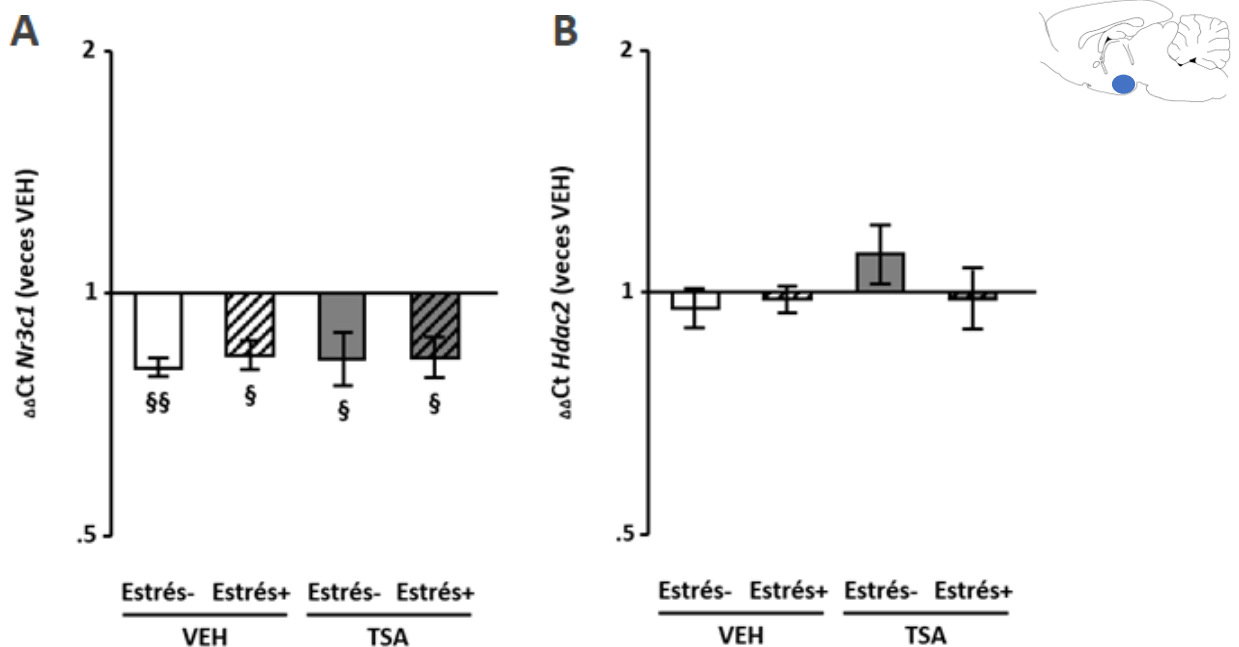 A
2
1
.5
ΔΔCt Nr3c1 (veces VEH)
§§
§
§
§
Estrés- Estrés+ Estrés- Estrés+
VEH TSA
B
2
1
.5
ΔΔCt Hdac2 (veces VEH)
Estrés- Estrés+ Estrés- Estrés+
VEH TSA